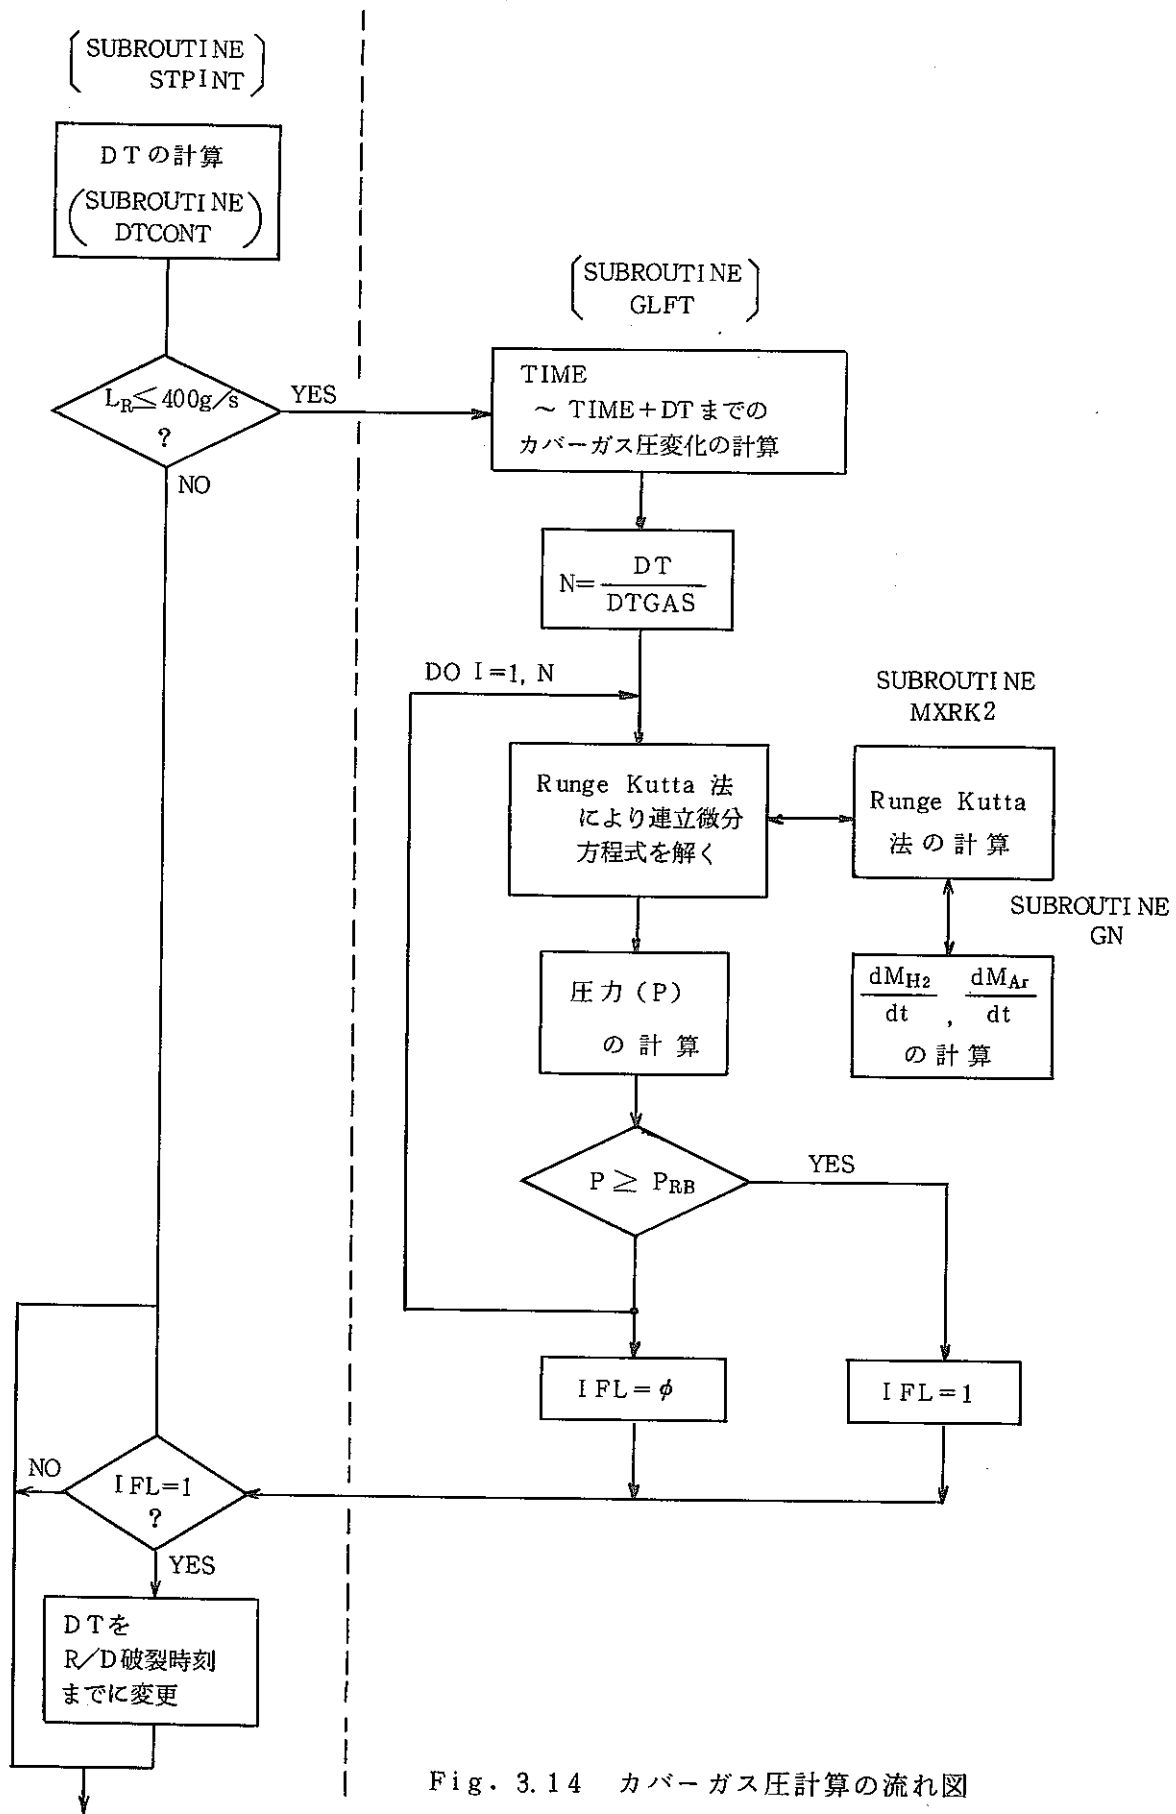 SUBROUTINE
STPINT
DTの計算
SUBROUTINE
DTCONT
LR≦400g/s
?
YES
NO
SUBROUTINE
GLFT
TIME
～ TIME+DTまでの
カバーガス圧変化の計算
N=DT/DTGAS
DO I=1, N
Runge Kutta 法
により連立微分
方程式を解く
SUBROUTINE
MXRK2
Runge Kutta
法の計算
SUBROUTINE
GN
dMH2/dt , dMAr/dt
の計算
圧力(P)
の計算
P ≧ PRB
YES
IFL=φ
IFL=1
NO
IFL=1
?
YES
DTを
R/D破裂時刻
までに変更
Fig. 3.14 カバーガス圧計算の流れ図